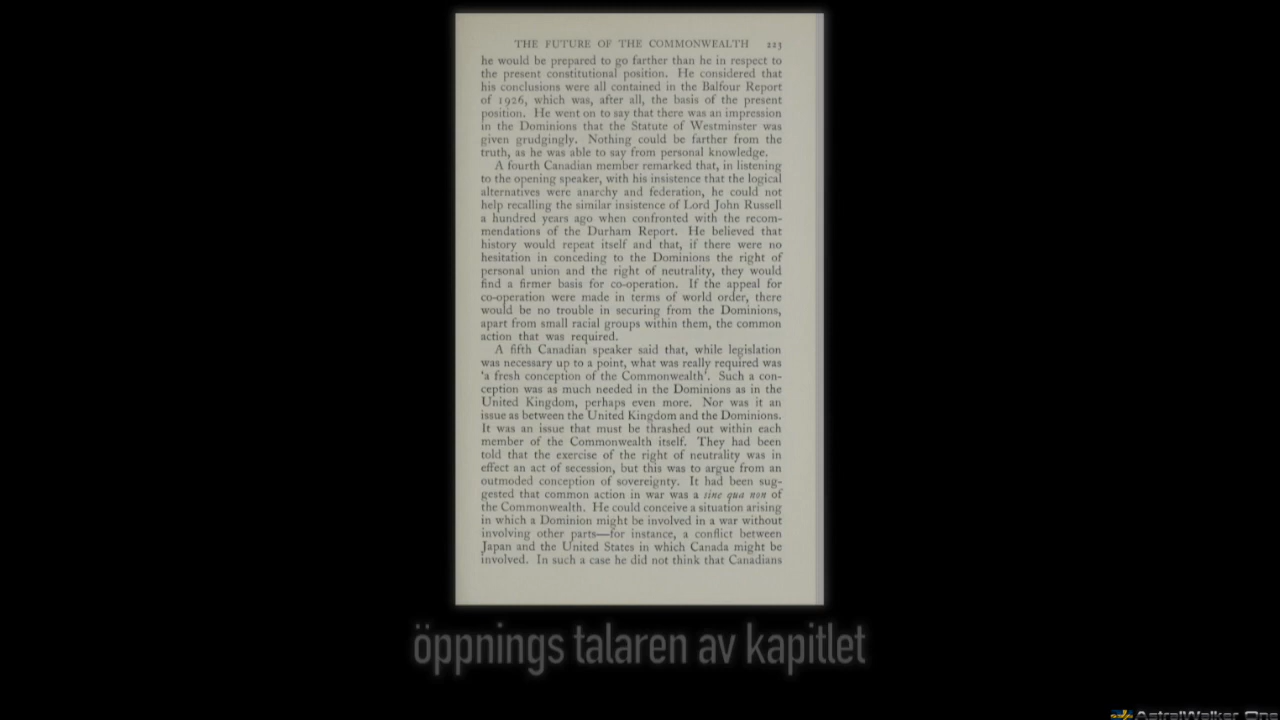 THE FUTURE OF THE COMMONWEALTH 223
he would be prepared to go farther than he in respect to
the present constitutional position. He considered that
his conclusions were all contained in the Balfour Report
of 1926, which was, after all, the basis of the present
position. He went on to say that there was an impression
in the Dominions that the Statute of Westminster was
given grudgingly. Nothing could be farther from the
truth, as he was able to say from personal knowledge.
A fourth Canadian member remarked that, in listening
to the opening speaker, with his insistence that the logical
alternatives were anarchy and federation, he could not
help recalling the similar insistence of Lord John Russell
a hundred years ago when confronted with the recom-
mendations of the Durham Report. He believed that
history would repeat itself and that, if there were no
hesitation in conceding to the Dominions the right of
personal union and the right of neutrality, they would
find a firmer basis for co-operation. If the appeal for
co-operation were made in terms of world order, there
would be no trouble in securing from the Dominions,
apart from small racial groups within them, the common
action that was required.
A fifth Canadian speaker said that, while legislation
was necessary up to a point, what was really required was
'a fresh conception of the Commonwealth'. Such a con-
ception was as much needed in the Dominions as in the
United Kingdom, perhaps even more. Nor was it an
issue as between the United Kingdom and the Dominions.
It was an issue that must be thrashed out within each
member of the Commonwealth itself. They had been
told that the exercise of the right of neutrality was in
effect an act of secession, but this was to argue from an
outmoded conception of sovereignty. It had been sug-
gested that common action in war was a sine qua non of
the Commonwealth. He could conceive a situation arising
in which a Dominion might be involved in a war without
involving other parts—for instance, a conflict between
Japan and the United States in which Canada might be
involved. In such a case he did not think that Canadians
öppnings talaren av kapitlet
AstralWalker One